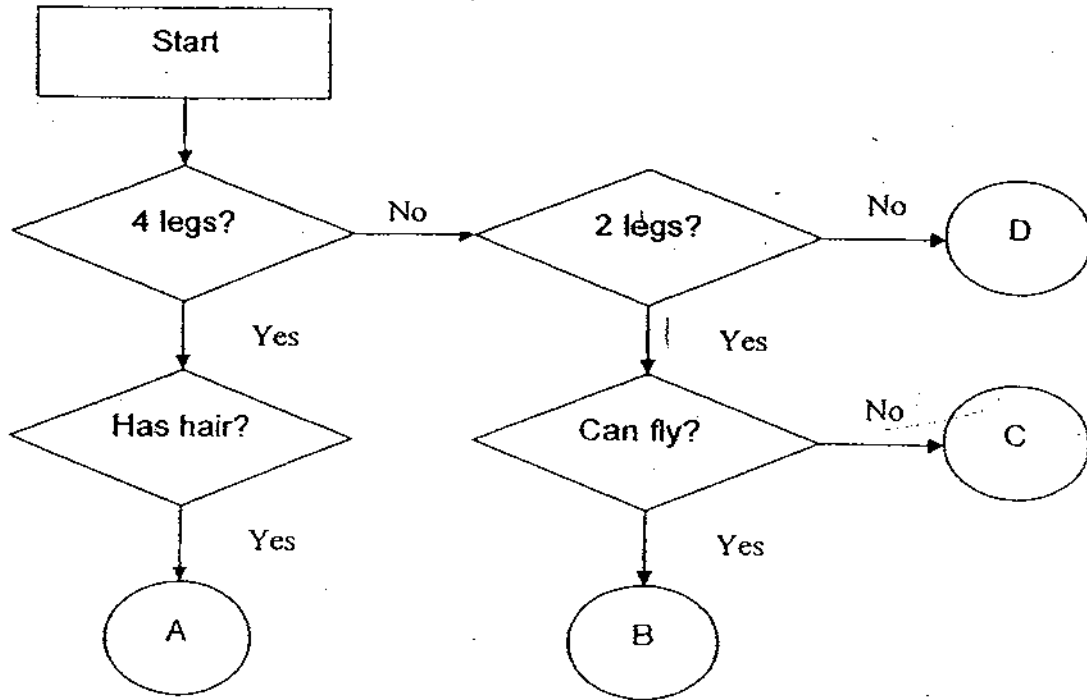 Start
4 legs?
No
2 legs?
No
D
Yes
Yes
Has hair?
Can fly?
No
C
Yes
Yes
A
B